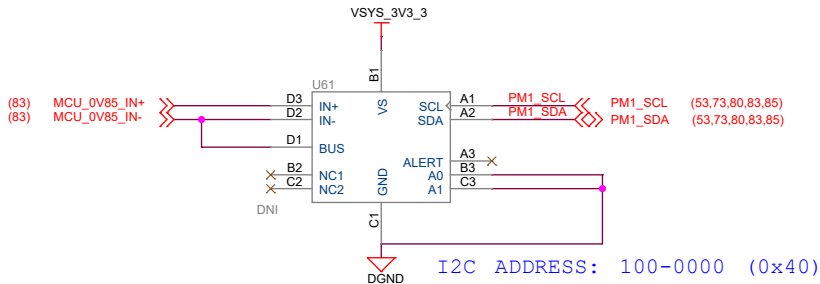 VSYS_3V3_3
B1
U61
(83) MCU_0V85_IN+ D3 IN+ VS SCL A1 PM1_SCL PM1_SCL (53,73,80,83,85)
(83) MCU_0V85_IN- D2 IN- SDA A2 PM1_SDA PM1_SDA (53,73,80,83,85)
D1 BUS
ALERT A3
B2 NC1 A0 B3
C2 NC2 GND A1 C3
DNI
C1
DGND
I2C ADDRESS: 100-0000 (0x40)